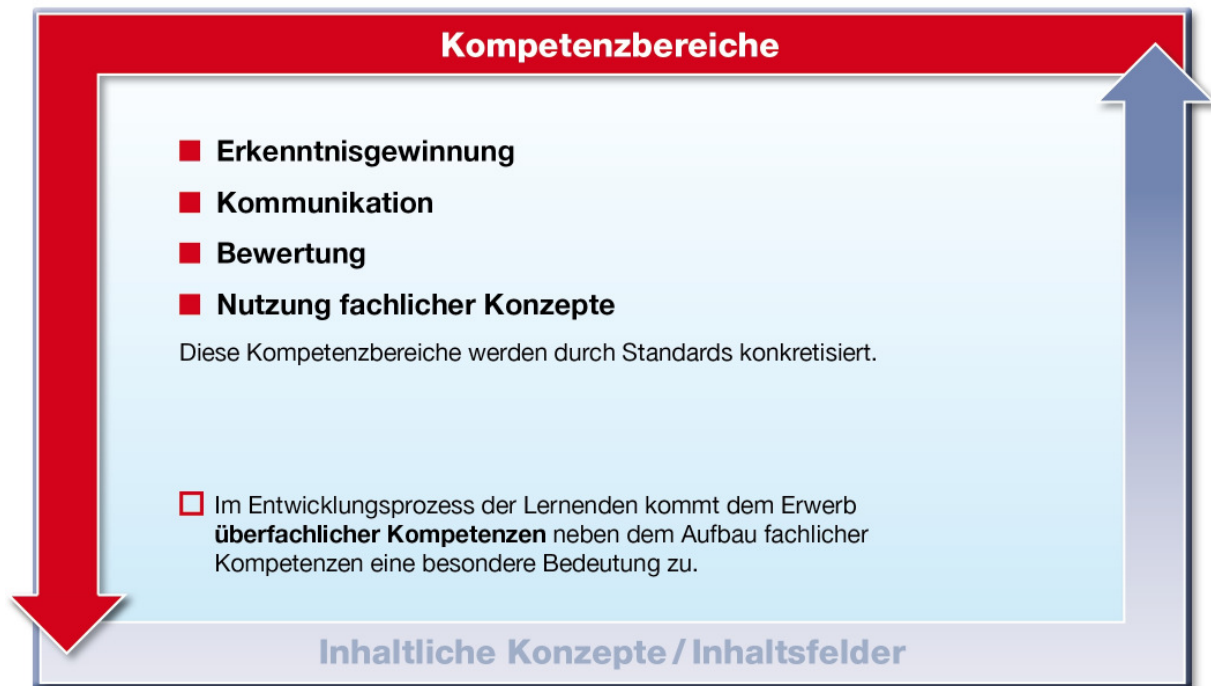 Kompetenzbereiche
Erkenntnisgewinnung
Kommunikation
Bewertung
Nutzung fachlicher Konzepte
Diese Kompetenzbereiche werden durch Standards konkretisiert.
Im Entwicklungsprozess der Lernenden kommt dem Erwerb
überfachlicher Kompetenzen neben dem Aufbau fachlicher
Kompetenzen eine besondere Bedeutung zu.
Inhaltliche Konzepte / Inhaltsfelder